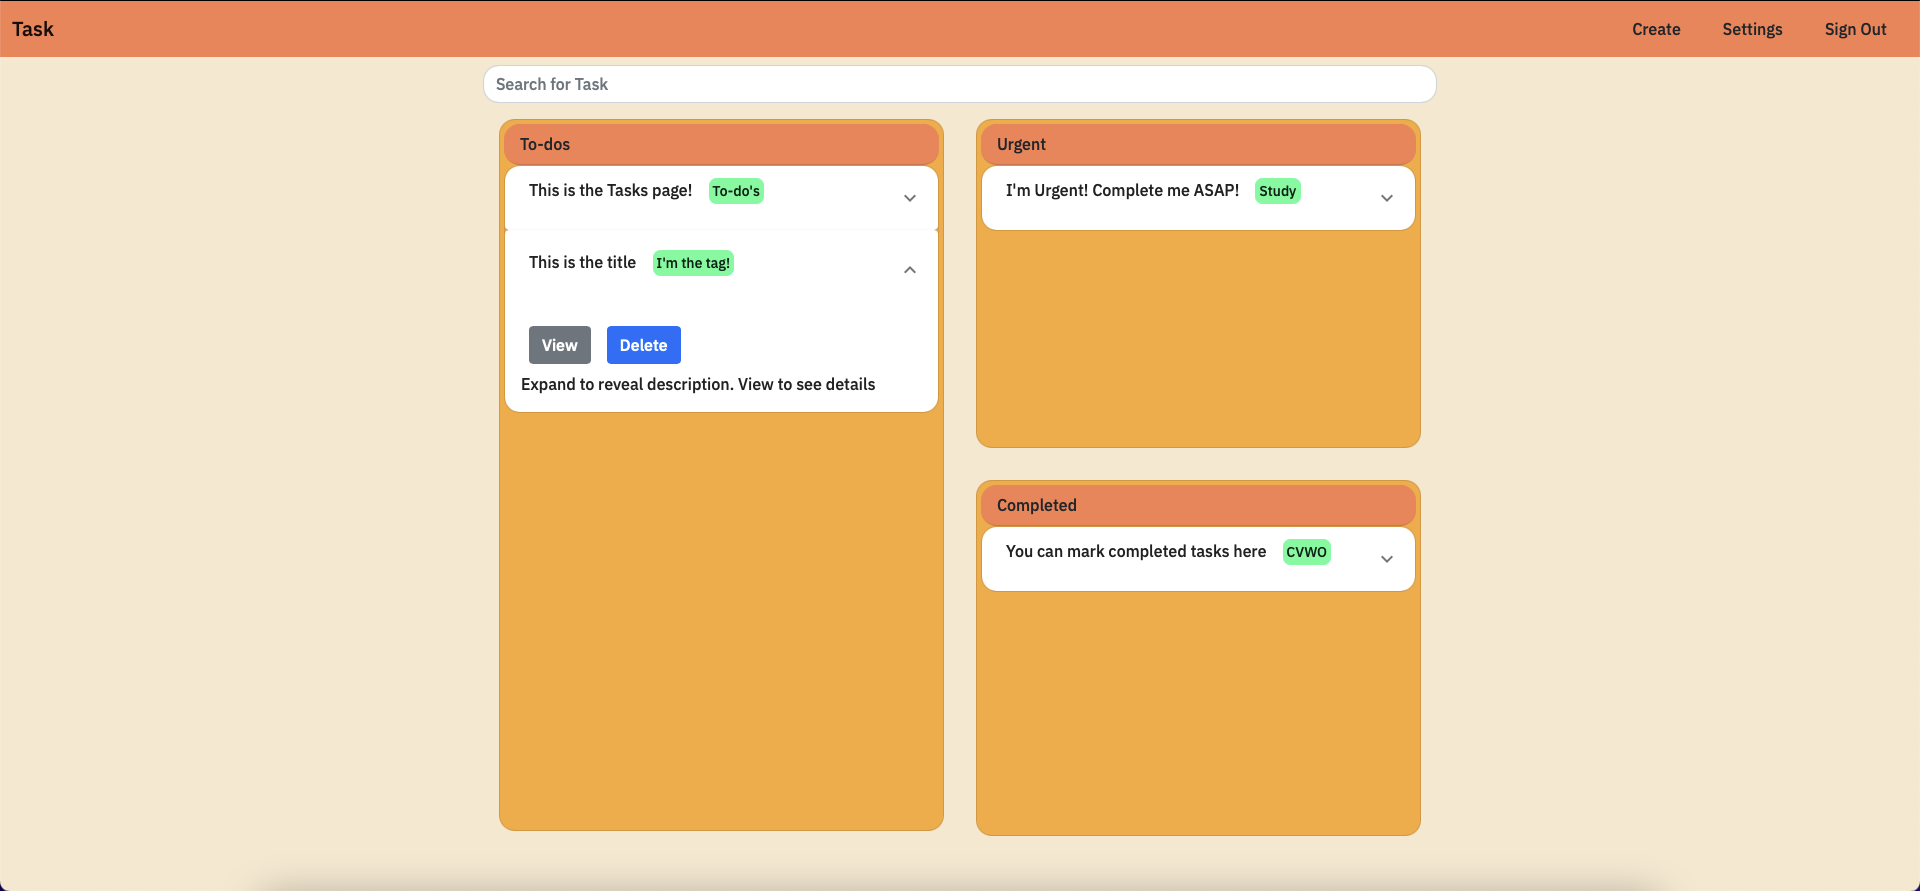 Task
Create
Settings
Sign Out
Search for Task
To-dos
This is the Tasks page! To-do's
This is the title I'm the tag!
View Delete
Expand to reveal description. View to see details
Urgent
I'm Urgent! Complete me ASAP! Study
Completed
You can mark completed tasks here CVWO